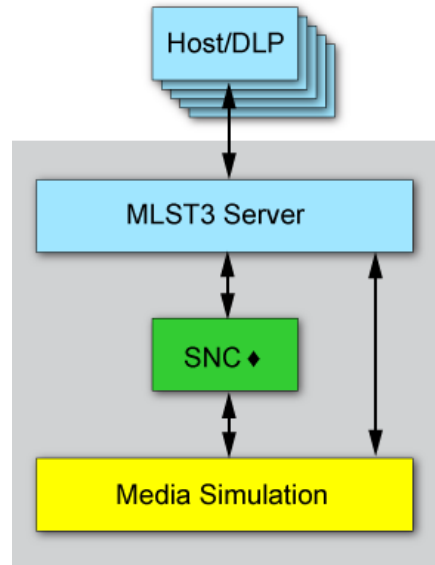 Host/DLP
MLST3 Server
SNC ♦
Media Simulation